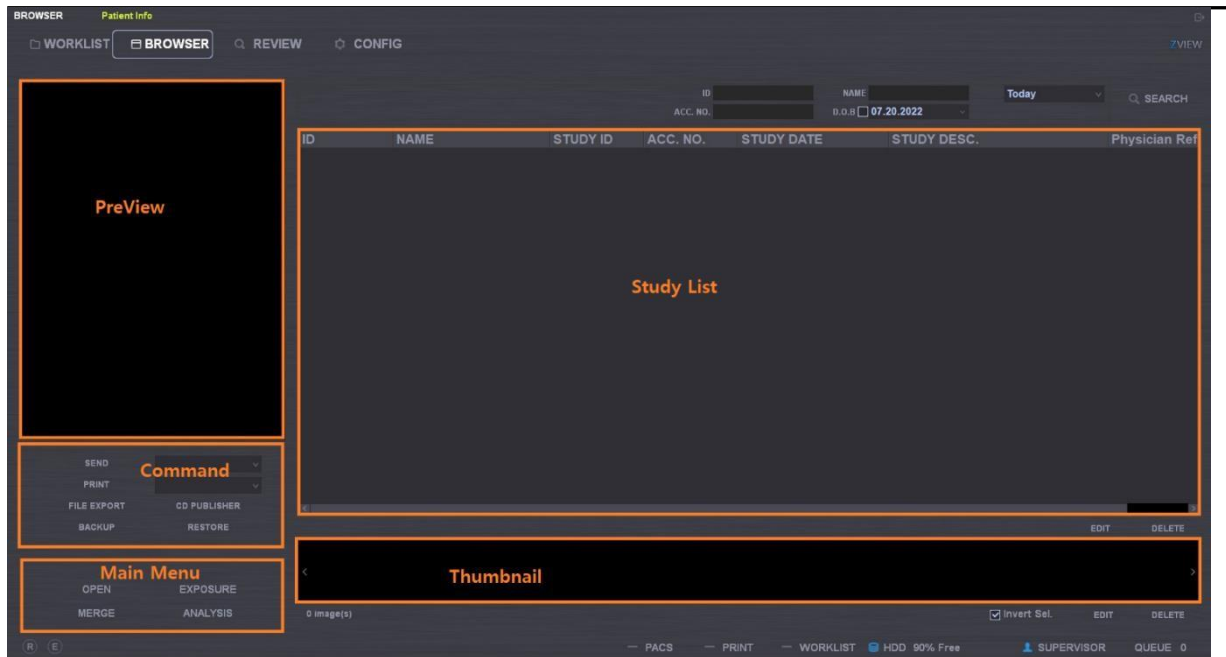 BROWSER Patient Info
WORKLIST BROWSER REVIEW CONFIG ZVIEW
ID NAME Today SEARCH
ACC. NO. D.O.B 07.20.2022
ID NAME STUDY ID ACC. NO. STUDY DATE STUDY DESC. Physician Ref
PreView
Study List
SEND Command
PRINT
FILE EXPORT CD PUBLISHER
BACKUP RESTORE
EDIT DELETE
Main Menu
OPEN EXPOSURE
MERGE ANALYSIS
Thumbnail
0 image(s) Invert Sel. EDIT DELETE
R E PACS PRINT WORKLIST HDD 90% Free SUPERVISOR QUEUE 0